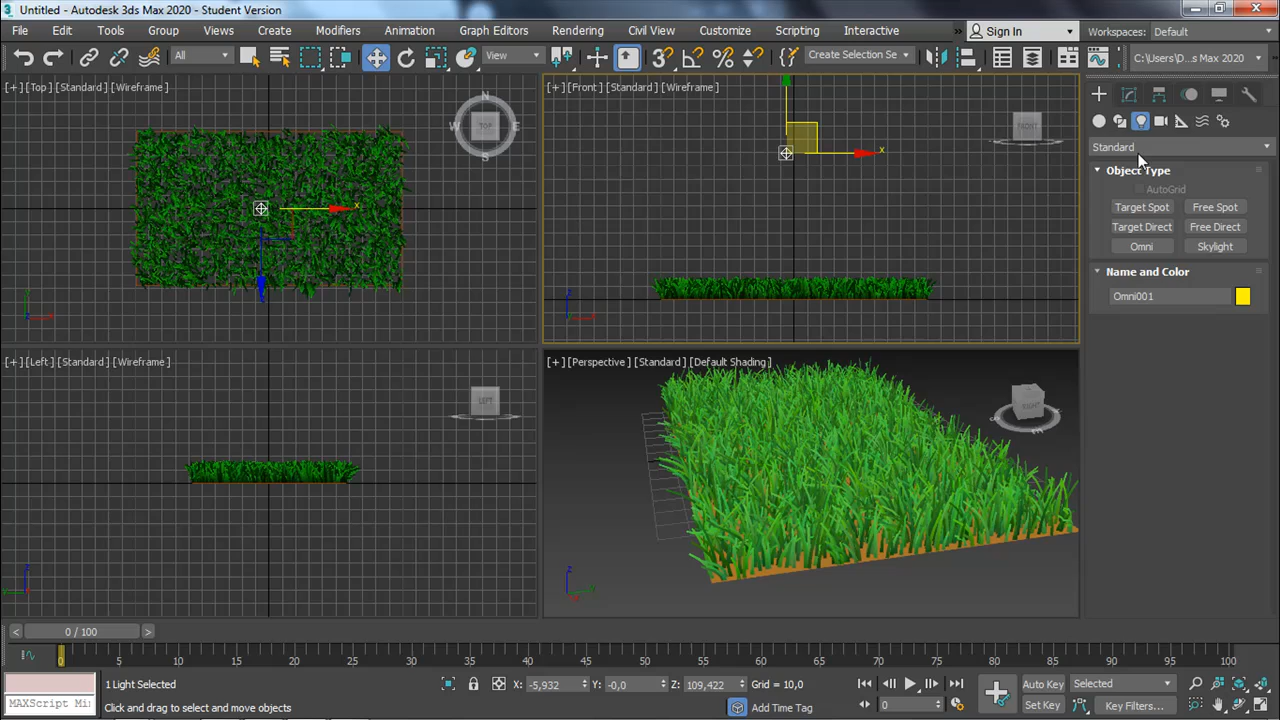 Untitled - Autodesk 3ds Max 2020 - Student Version
File Edit Tools Group Views Create Modifiers Animation Graph Editors Rendering Civil View Customize Scripting Interactive » Sign In Workspaces: Default
All View Create Selection Se C:\Users\D...s Max 2020
[+] [Top] [Standard] [Wireframe]
N
W TOP E
S
[+] [Front] [Standard] [Wireframe]
FRONT
x
x
Standard
Object Type
AutoGrid
Target Spot Free Spot
Target Direct Free Direct
Omni Skylight
Name and Color
Omni001
[+] [Left] [Standard] [Wireframe]
LEFT
[+] [Perspective] [Standard] [Default Shading]
< 0 / 100 >
0 5 10 15 20 25 30 35 40 45 50 55 60 65 70 75 80 85 90 95 100
1 Light Selected X: -5,932 Y: -0,0 Z: 109,422 Grid = 10,0 Auto Key Selected
MAXScript Mi Click and drag to select and move objects Add Time Tag 0 Set Key Key Filters...